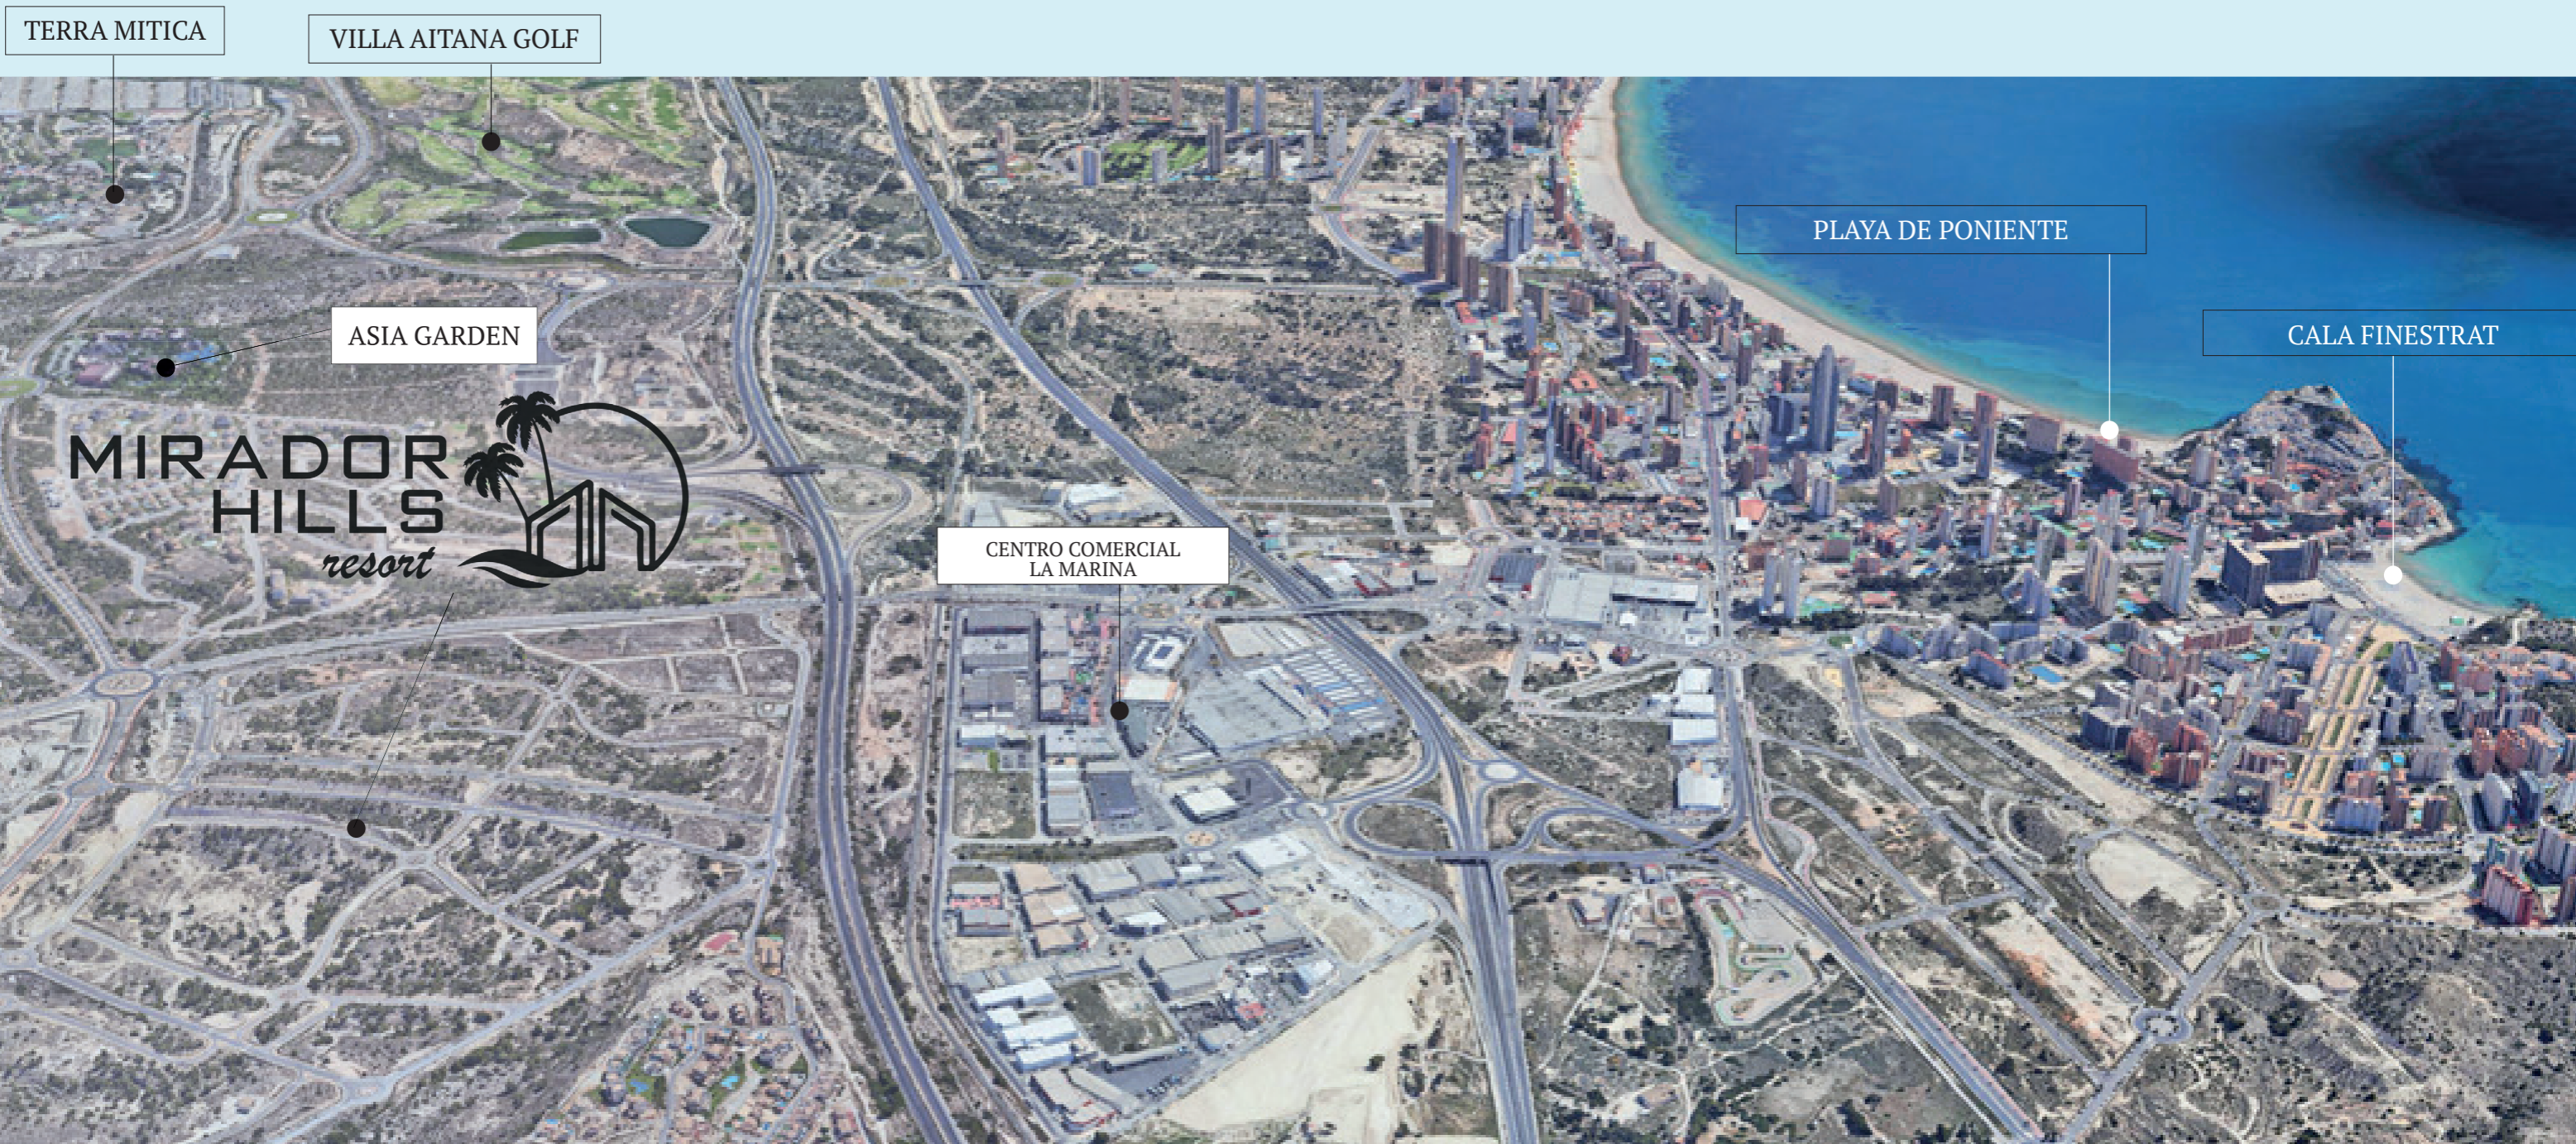 TERRA MITICA
VILLA AITANA GOLF
PLAYA DE PONIENTE
CALA FINESTRAT
ASIA GARDEN
MIRADOR
HILLS
resort
CENTRO COMERCIAL
LA MARINA